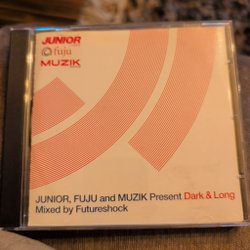 JUNIOR
fuju
MUZIK
JUNIOR, FUJU and MUZIK Present Dark & Long
Mixed by Futureshock